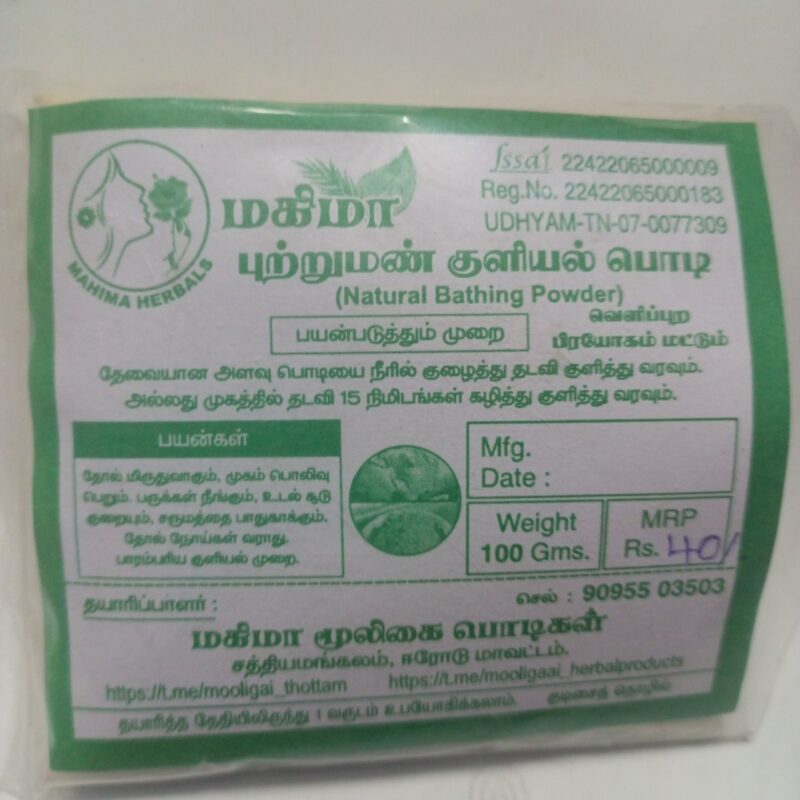 MAHIMA HERBALS
மகிமா
fssai 22422065000009
Reg.No. 22422065000183
UDHYAM-TN-07-0077309
புற்றுமண் குளியல் பொடி
(Natural Bathing Powder)
பயன்படுத்தும் முறை
வெளிப்புற
பிரயோகம் மட்டும்
தேவையான அளவு பொடியை நீரில் குழைத்து தடவி குளித்து வரவும்.
அல்லது முகத்தில் தடவி 15 நிமிடங்கள் கழித்து குளித்து வரவும்.
பயன்கள்
தோல் மிருதுவாகும், முகம் பொலிவு
பெறும். பருக்கள் நீங்கும், உடல் சூடு
குறையும், சருமத்தை பாதுகாக்கும்.
தோல் நோய்கள் வராது.
பாரம்பரிய குளியல் முறை.
Mfg.
Date :
Weight
100 Gms.
MRP
Rs. 40/-
தயாரிப்பாளர் :
செல் : 90955 03503
மகிமா மூலிகை பொடிகள்
சத்தியமங்கலம், ஈரோடு மாவட்டம்.
https://t.me/mooligai_thottam
https://t.me/mooligaai_herbalproducts
தயாரித்த தேதியிலிருந்து 1 வருடம் உபயோகிக்கலாம்.
குடிசைத் தொழில்